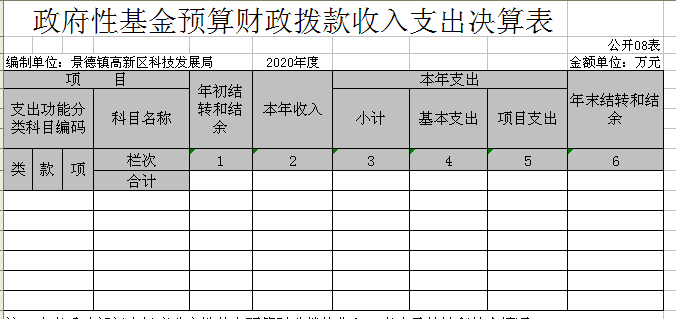 政府性基金预算财政拨款收入支出决算表
公开08表
编制单位：景德镇高新区科技发展局 2020年度 金额单位：万元
项 目 年初结转和结余 本年收入 本年支出 年末结转和结余
支出功能分类科目编码 科目名称 小计 基本支出 项目支出
类 款 项 栏次 1 2 3 4 5 6
合计